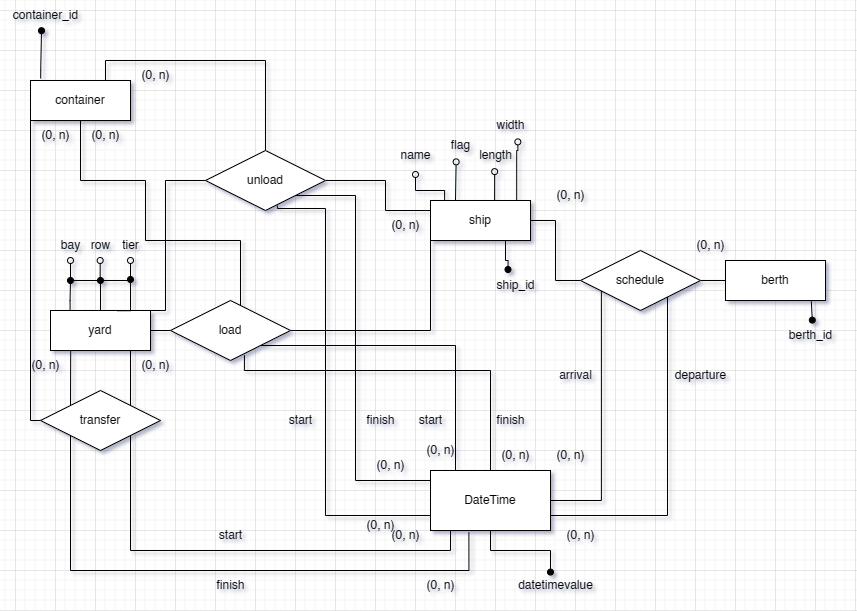 container_id
(0, n)
container
(0, n)
(0, n)
width
flag
name
length
unload
(0, n)
(0, n)
ship
bay
row
tier
(0, n)
schedule
berth
ship_id
yard
load
berth_id
(0, n)
(0, n)
arrival
departure
transfer
start
finish
start
finish
(0, n)
(0, n)
(0, n)
(0, n)
DateTime
(0, n)
(0, n)
(0, n)
start
finish
(0, n)
datetimevalue